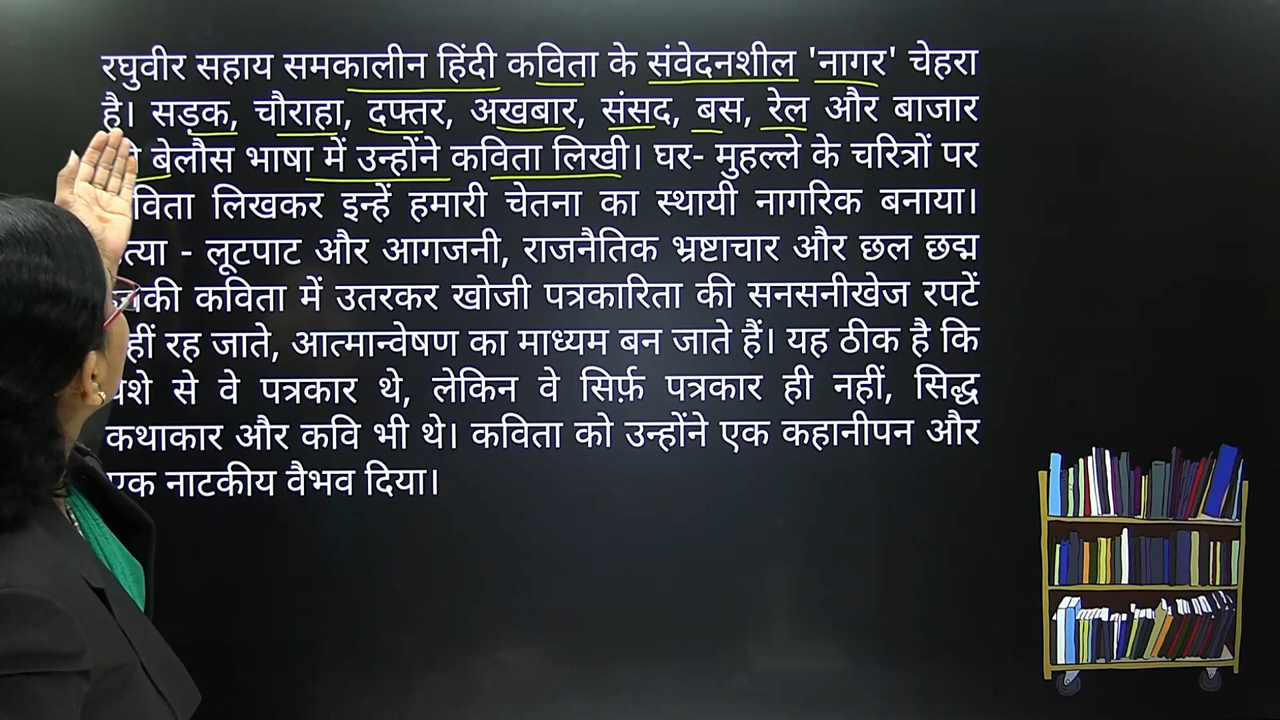 रघुवीर सहाय समकालीन हिंदी कविता के संवेदनशील 'नागर' चेहरा
है। सड़क, चौराहा, दफ्तर, अखबार, संसद, बस, रेल और बाजार
बेलौस भाषा में उन्होंने कविता लिखी। घर- मुहल्ले के चरित्रों पर
लिखकर इन्हें हमारी चेतना का स्थायी नागरिक बनाया।
- लूटपाट और आगजनी, राजनैतिक भ्रष्टाचार और छल छद्म
कविता में उतरकर खोजी पत्रकारिता की सनसनीखेज रपटें
रह जाते, आत्मान्वेषण का माध्यम बन जाते हैं। यह ठीक है कि
से वे पत्रकार थे, लेकिन वे सिर्फ़ पत्रकार ही नहीं, सिद्ध
कथाकार और कवि भी थे। कविता को उन्होंने एक कहानीपन और
एक नाटकीय वैभव दिया।